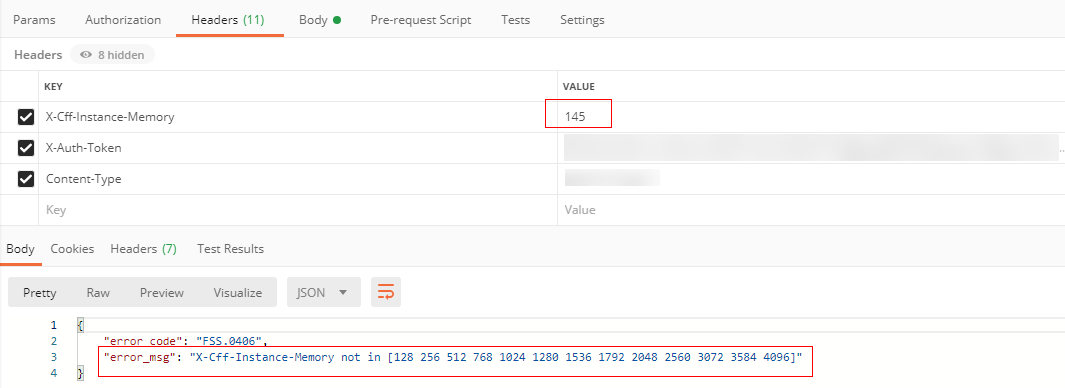 Params Authorization Headers (11) Body Pre-request Script Tests Settings
Headers 8 hidden
KEY VALUE
X-Cff-Instance-Memory 145
X-Auth-Token ...
Content-Type
Key Value
Body Cookies Headers (7) Test Results
Pretty Raw Preview Visualize JSON
1 {
2 "error_code": "FSS.0406",
3 "error_msg": "X-Cff-Instance-Memory not in [128 256 512 768 1024 1280 1536 1792 2048 2560 3072 3584 4096]"
4 }